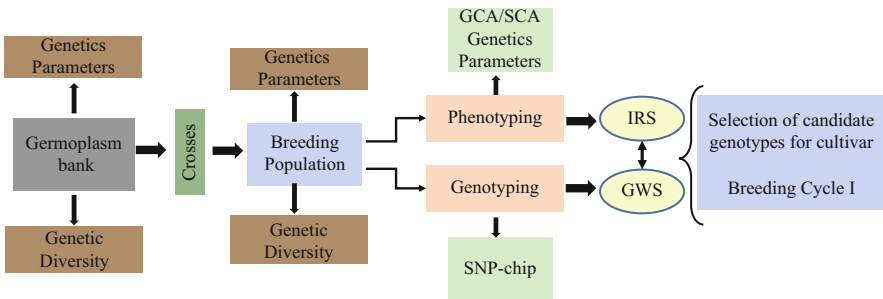 Genetics
Parameters
Germoplasm
bank
Genetic
Diversity
Crosses
Genetics
Parameters
Breeding
Population
Genetic
Diversity
GCA/SCA
Genetics
Parameters
Phenotyping
Genotyping
SNP-chip
IRS
GWS
Selection of candidate
genotypes for cultivar
Breeding Cycle I